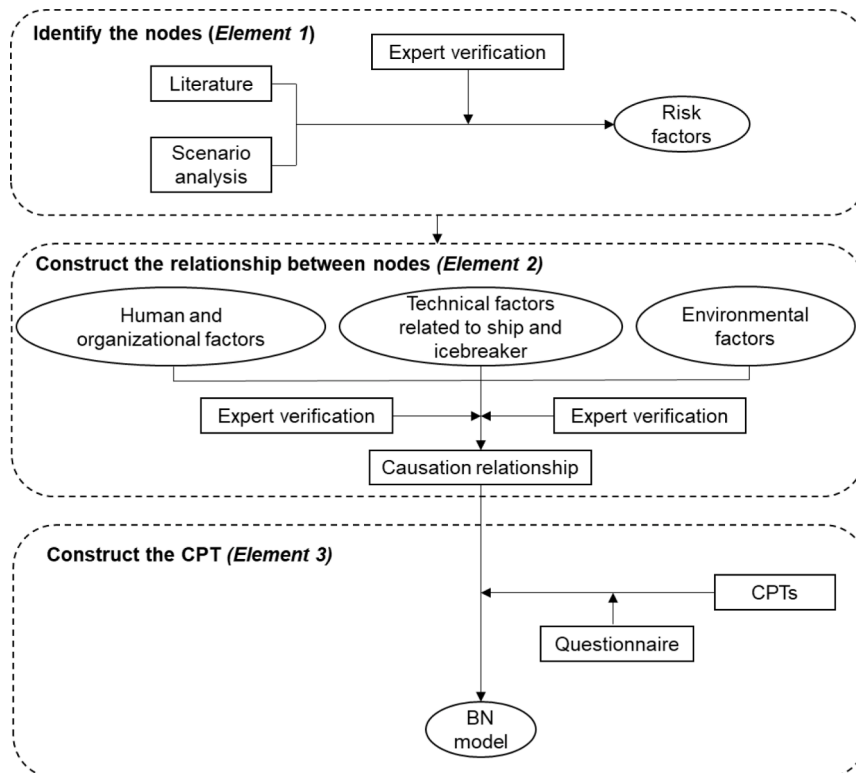 Identify the nodes (Element 1)
Expert verification
Literature
Scenario
analysis
Risk
factors
Construct the relationship between nodes (Element 2)
Human and
organizational factors
Technical factors
related to ship and
icebreaker
Environmental
factors
Expert verification
Expert verification
Causation relationship
Construct the CPT (Element 3)
CPTs
Questionnaire
BN
model